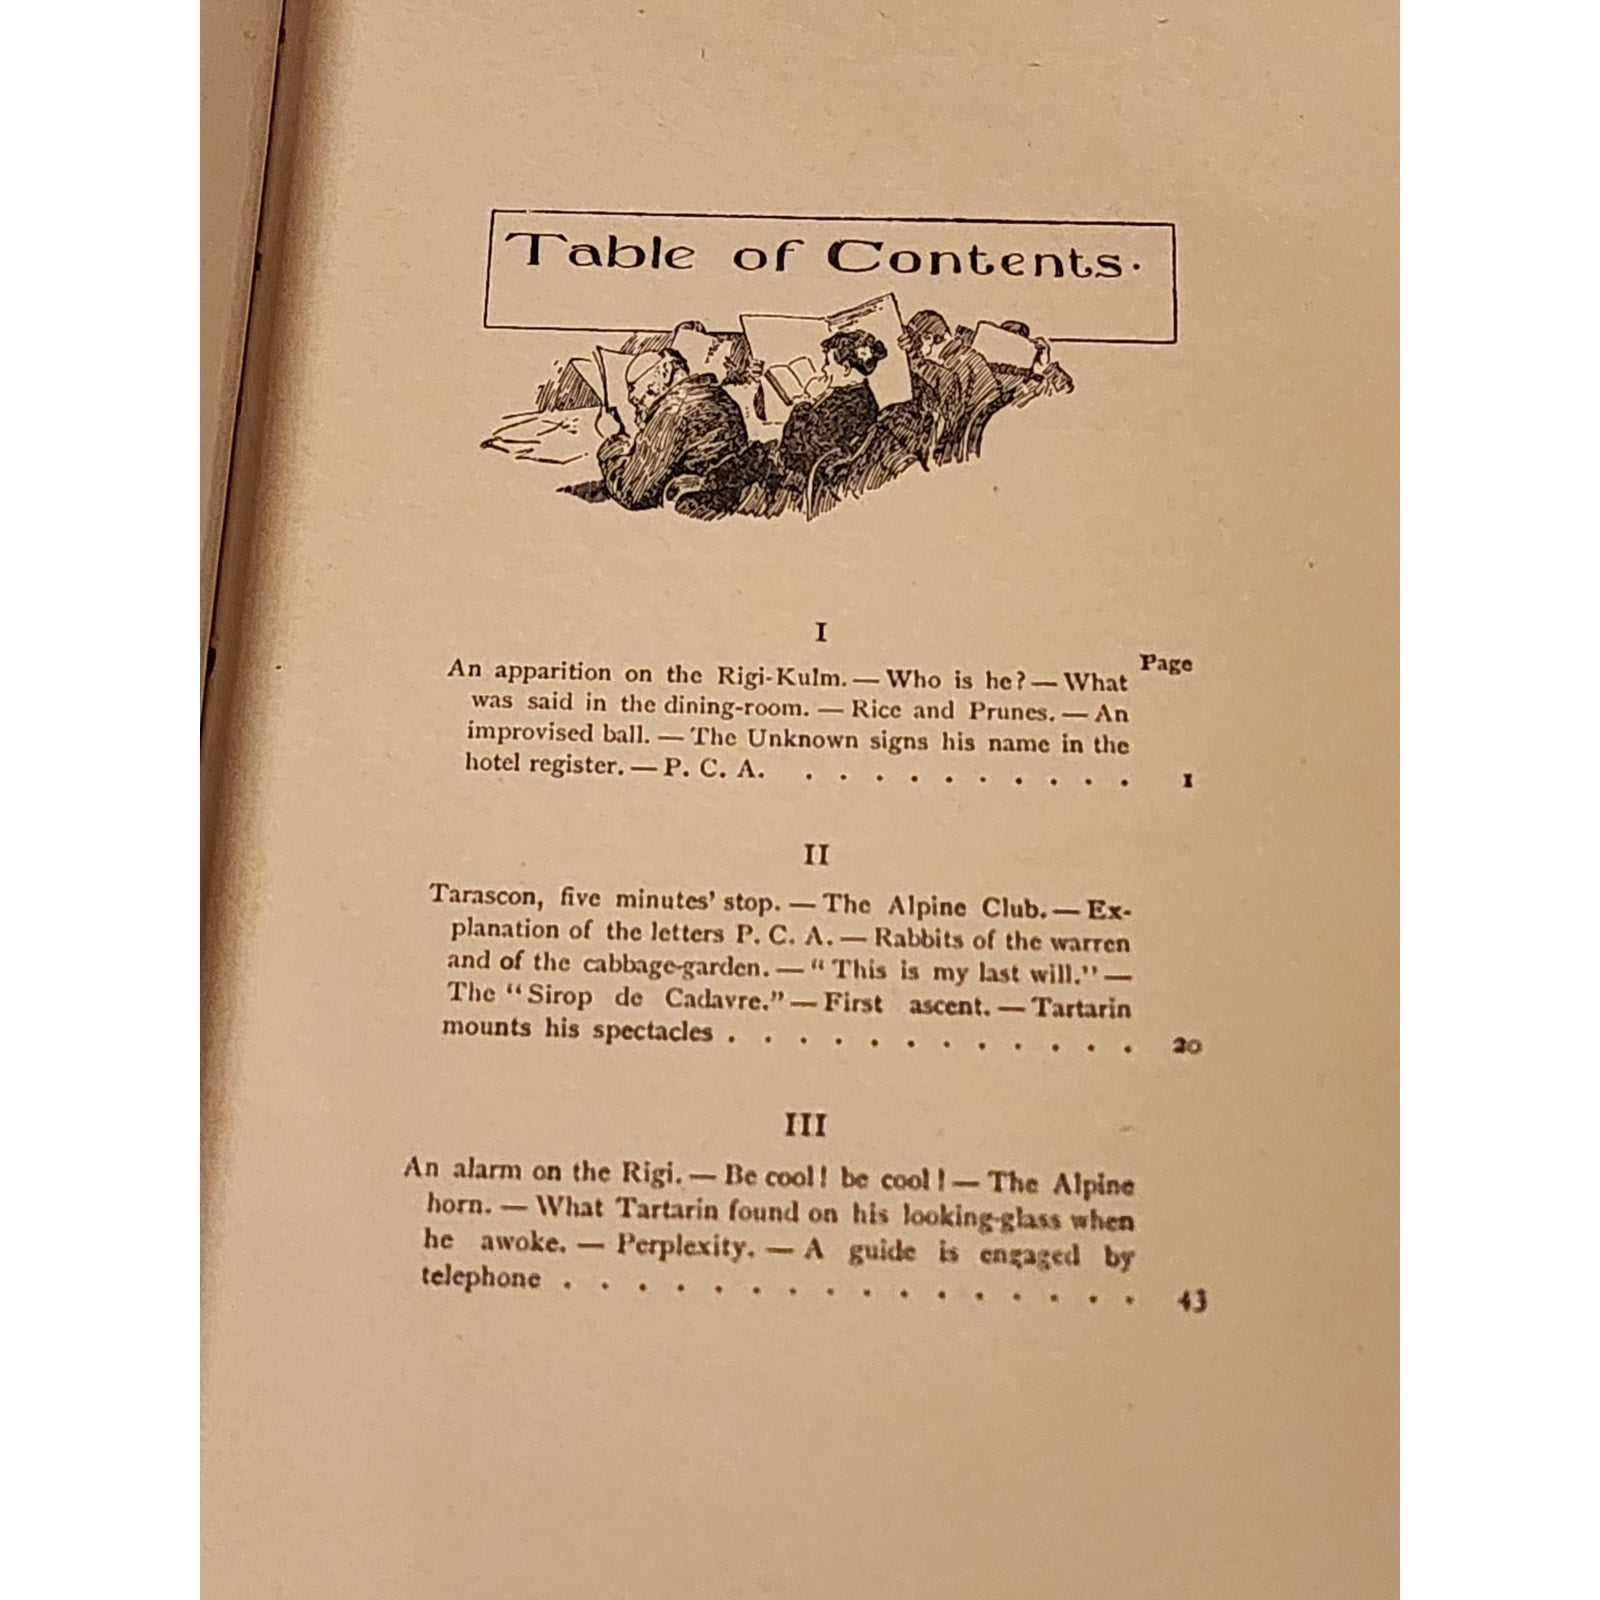 Table of Contents.
I
Page
An apparition on the Rigi-Kulm. — Who is he? — What
was said in the dining-room. — Rice and Prunes. — An
improvised ball. — The Unknown signs his name in the
hotel register. — P. C. A. . . . . . . . . . . 1
II
Tarascon, five minutes' stop. — The Alpine Club. — Ex-
planation of the letters P. C. A. — Rabbits of the warren
and of the cabbage-garden. — "This is my last will." —
The "Sirop de Cadavre." — First ascent. — Tartarin
mounts his spectacles . . . . . . . . . . . . 20
III
An alarm on the Rigi. — Be cool! be cool! — The Alpine
horn. — What Tartarin found on his looking-glass when
he awoke. — Perplexity. — A guide is engaged by
telephone . . . . . . . . . . . . . . . . 43